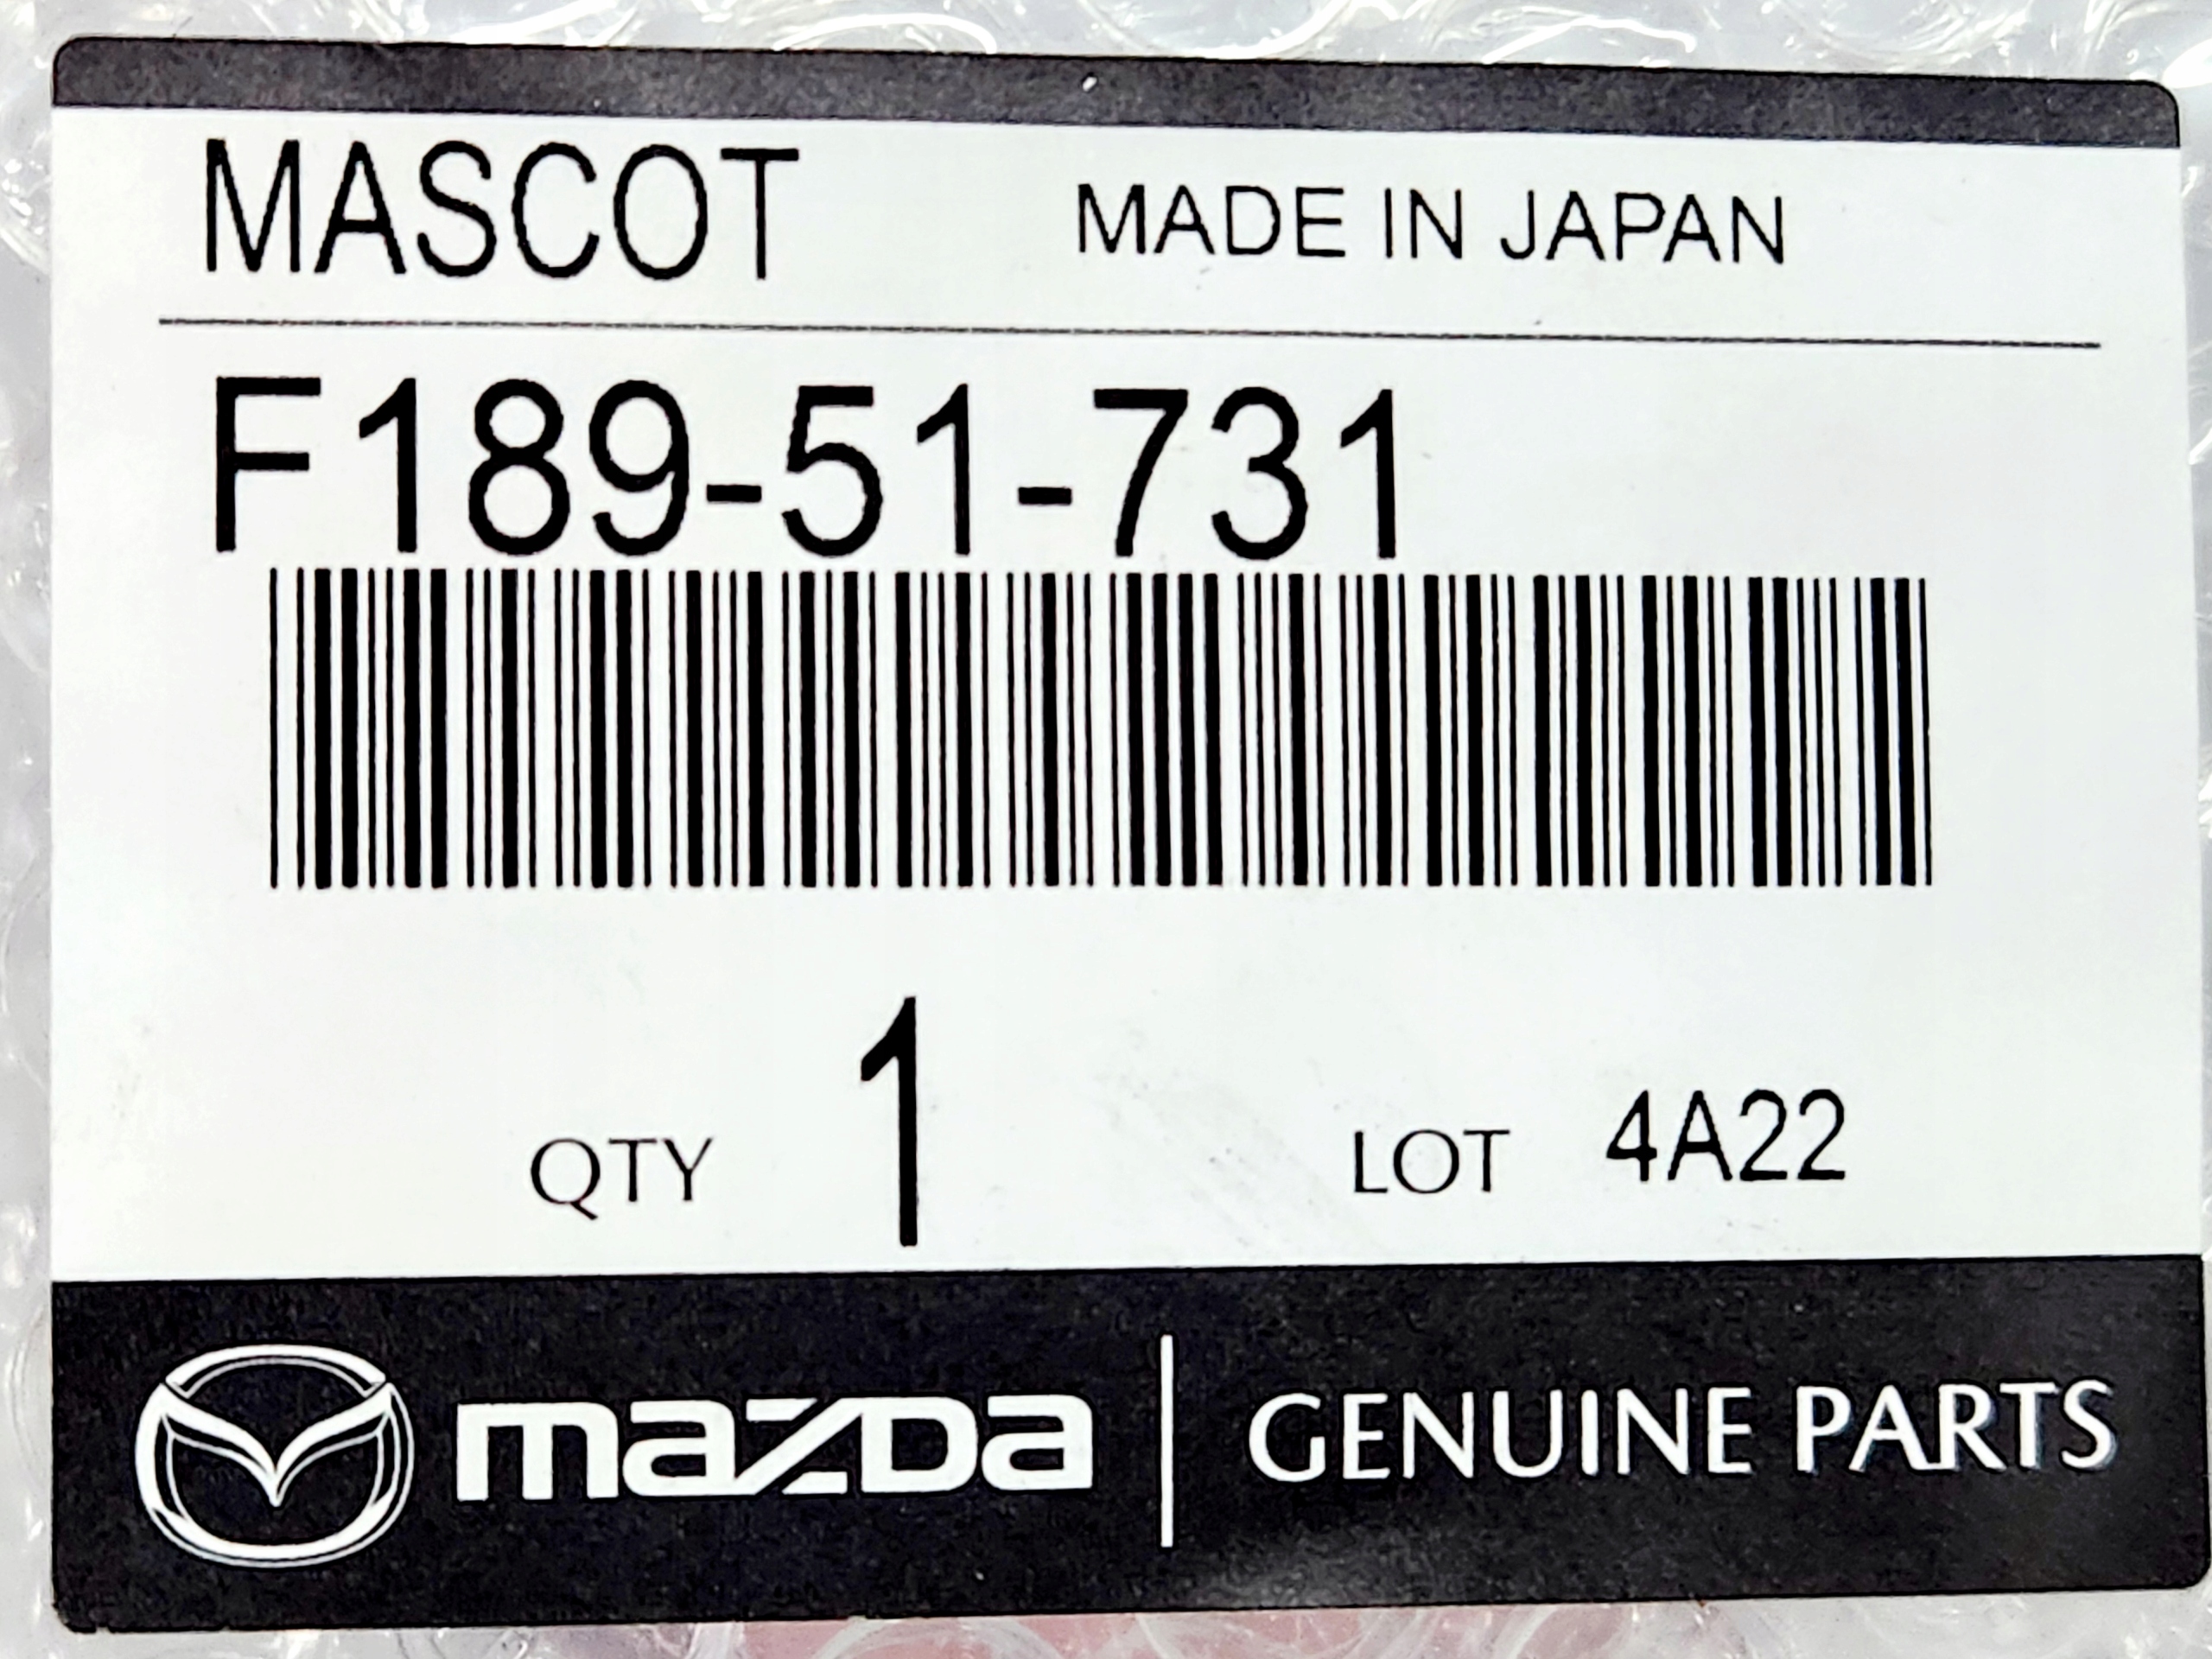 MASCOT MADE IN JAPAN
F189-51-731
QTY 1 LOT 4A22
mazda GENUINE PARTS